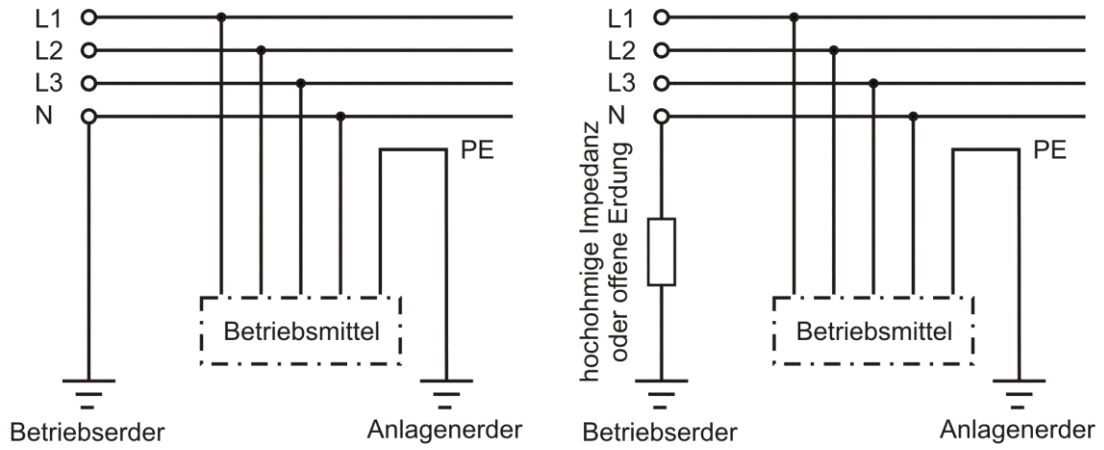 L1
L2
L3
N
PE
Betriebsmittel
Betriebserder
Anlagenerder
L1
L2
L3
N
PE
hochohmige Impedanz
oder offene Erdung
Betriebsmittel
Betriebserder
Anlagenerder